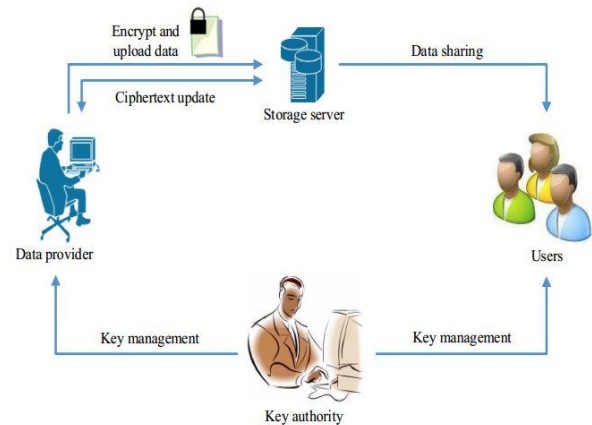 Encrypt and
upload data
Data sharing
Ciphertext update
Storage server
Data provider
Users
Key management
Key management
Key authority